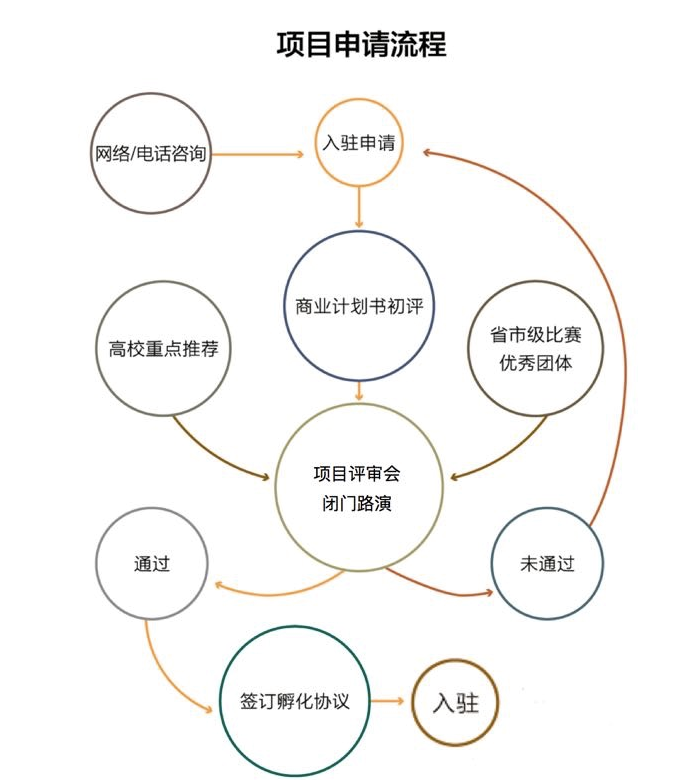 项目申请流程
网络/电话咨询
入驻申请
商业计划书初评
高校重点推荐
省市级比赛
优秀团体
项目评审会
闭门路演
通过
未通过
签订孵化协议
入驻